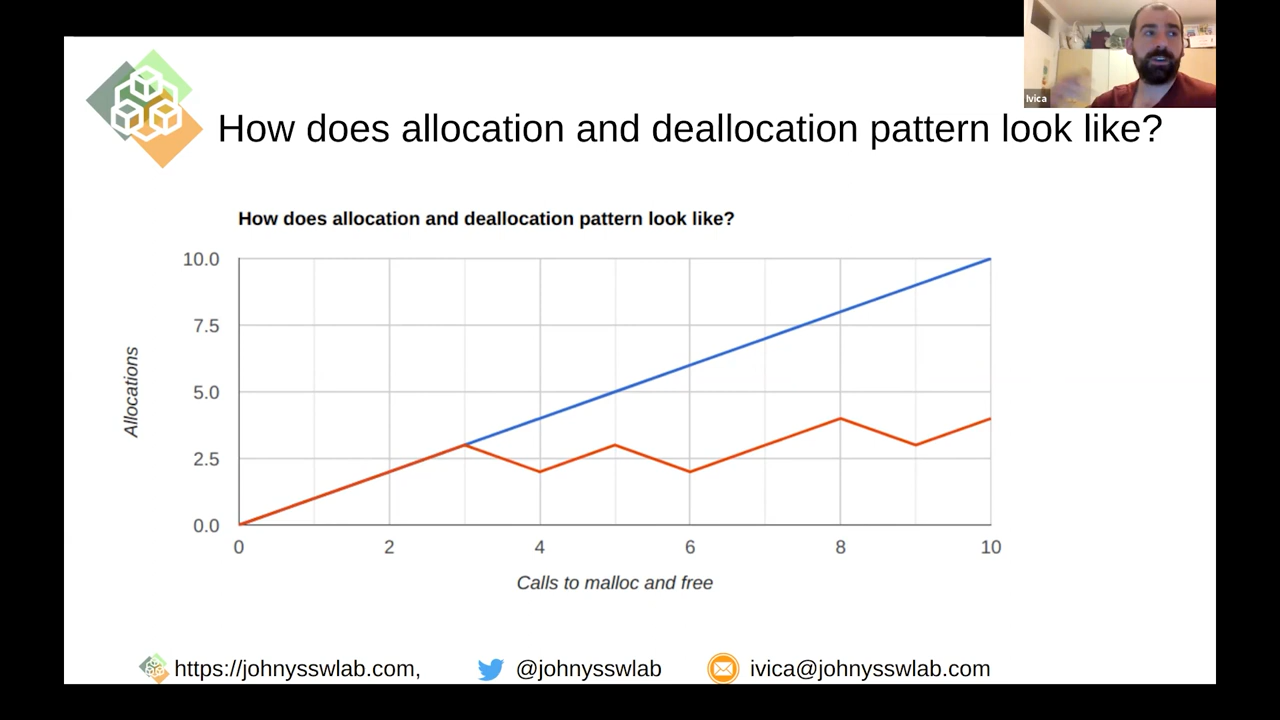 Ivica
How does allocation and deallocation pattern look like?
How does allocation and deallocation pattern look like?
10.0
7.5
5.0
2.5
0.0
Allocations
0 2 4 6 8 10
Calls to malloc and free
https://johnysswlab.com, @johnysswlab ivica@johnysswlab.com